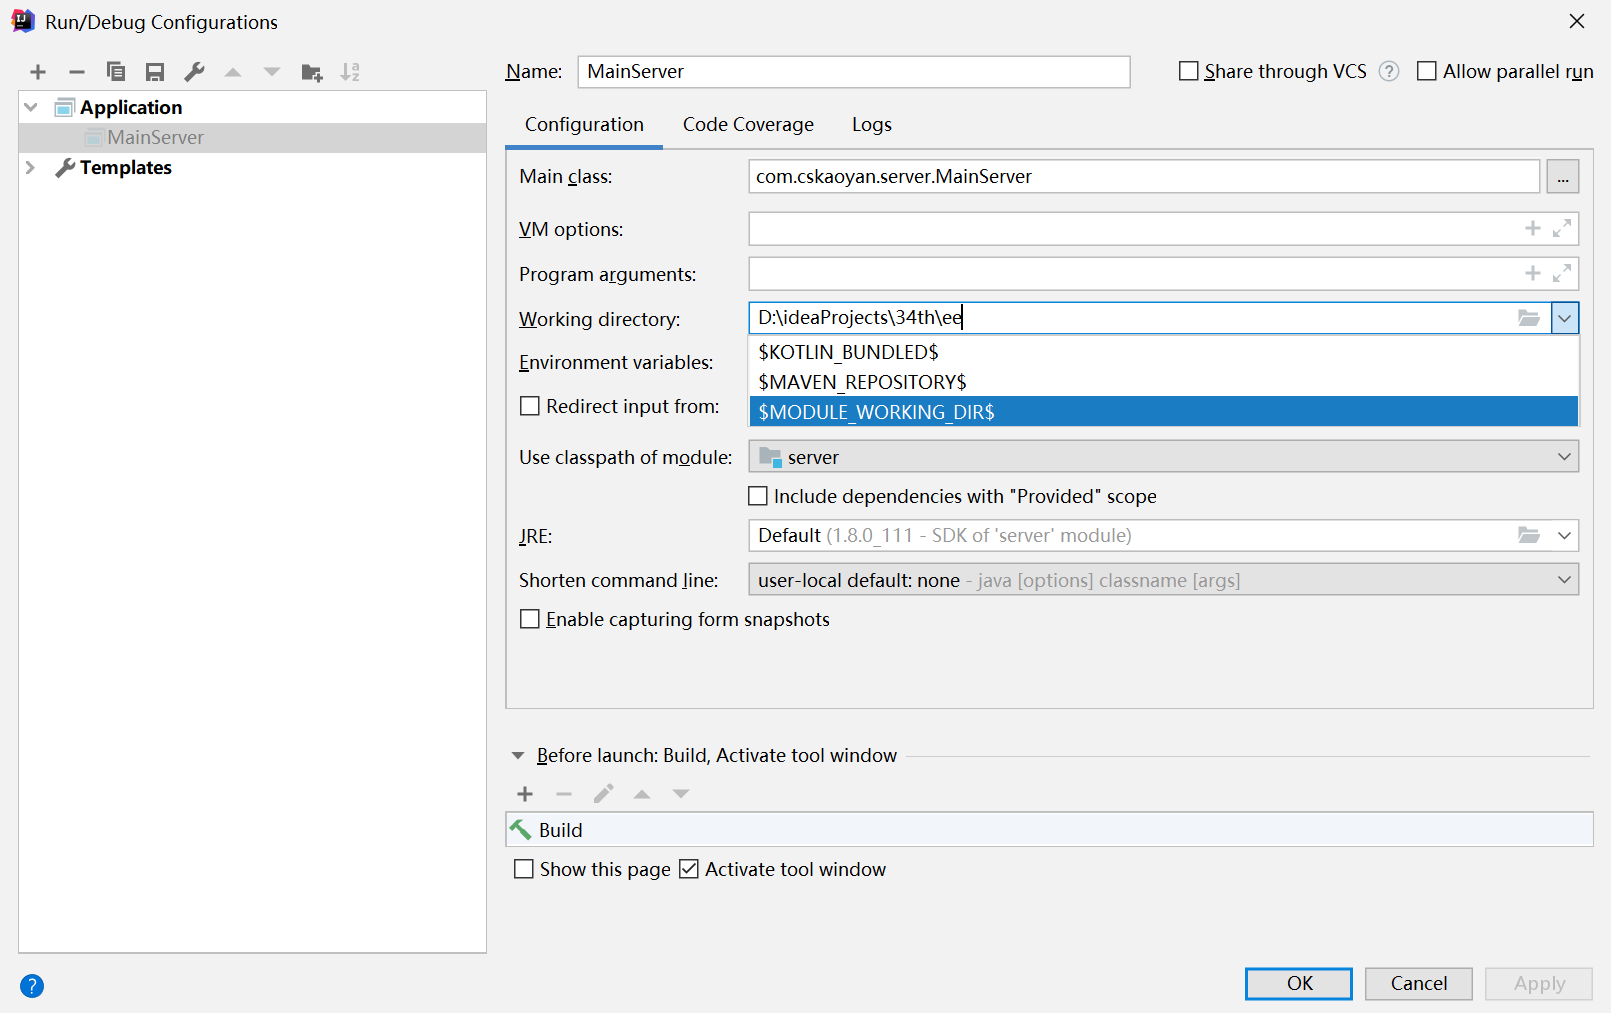 Run/Debug Configurations
Name: MainServer Share through VCS ? Allow parallel run
Application
MainServer
Templates
Configuration Code Coverage Logs
Main class: com.cskaoyan.server.MainServer ...
VM options:
Program arguments:
Working directory: D:\ideaProjects\34th\ee
$KOTLIN_BUNDLED$
Environment variables:
$MAVEN_REPOSITORY$
Redirect input from: $MODULE_WORKING_DIR$
Use classpath of module: server
Include dependencies with "Provided" scope
JRE: Default (1.8.0_111 - SDK of 'server' module)
Shorten command line: user-local default: none - java [options] classname [args]
Enable capturing form snapshots
Before launch: Build, Activate tool window
Build
Show this page Activate tool window
? OK Cancel Apply